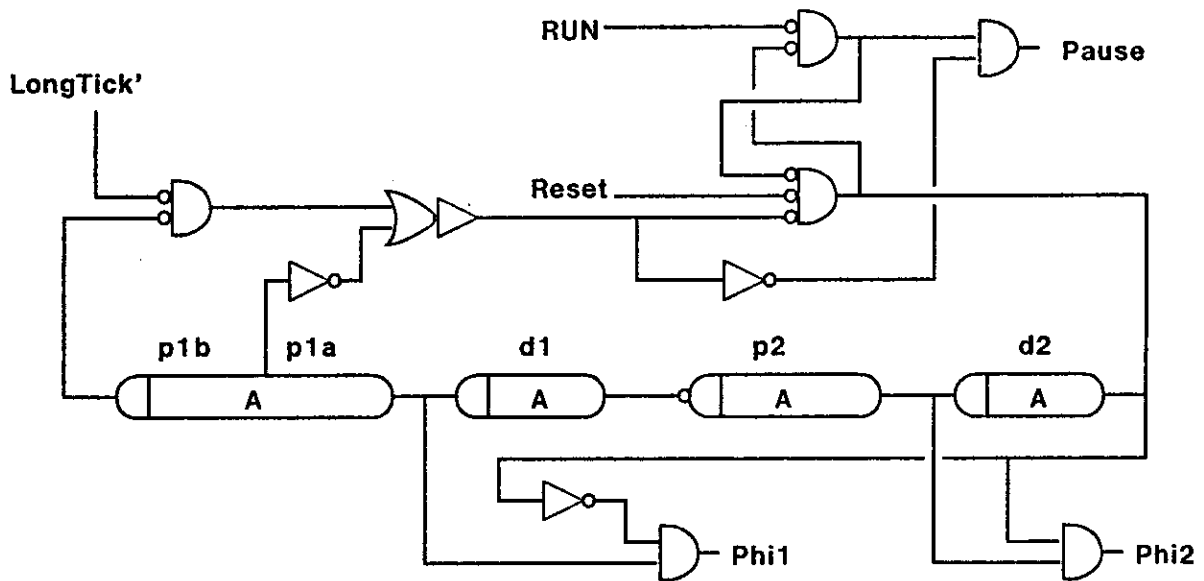 RUN
Pause
LongTick'
Reset
p1b p1a d1 p2 d2
A A A A
Phi1 Phi2